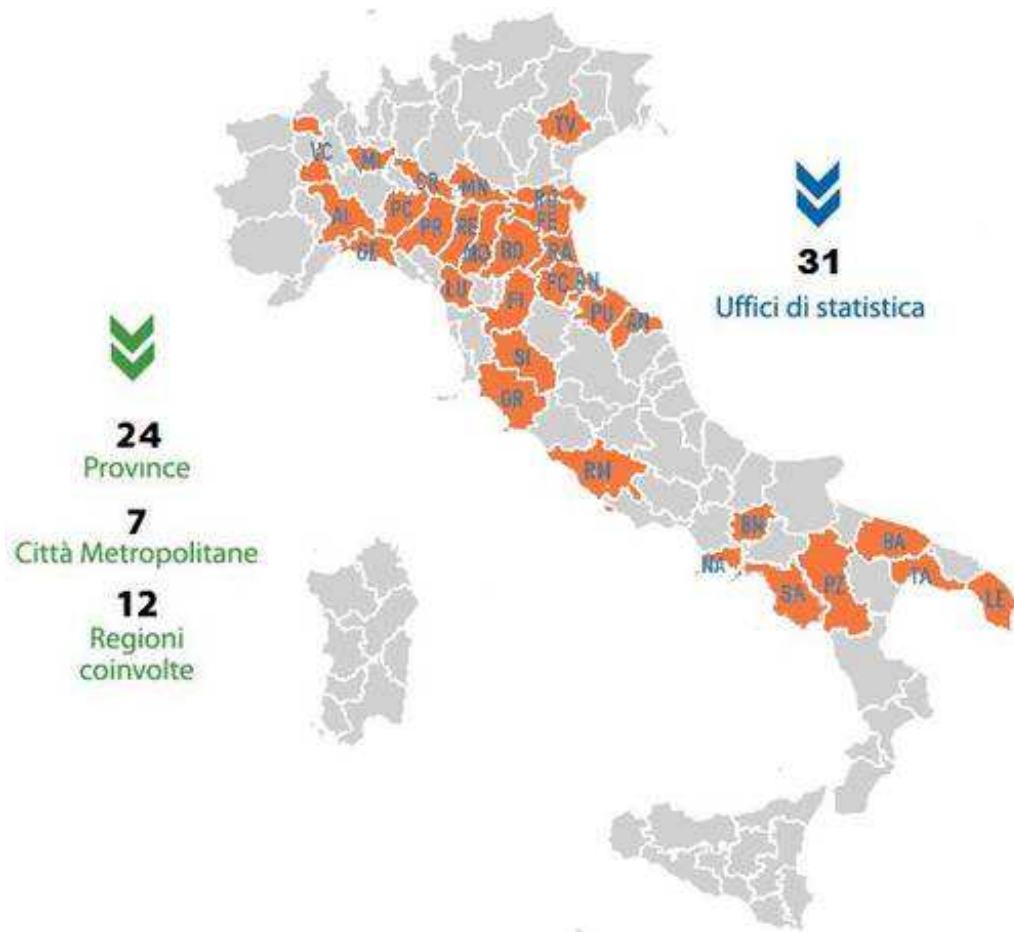 TV
VC
MI
CR
MN
RO
AL
PC
PR
RE
FE
MO
BO
RA
GE
LU
FI
FC
RN
PU
AN
SI
GR
RM
BN
NA
SA
PZ
BA
TA
LE
31
Uffici di statistica
24
Province
7
Città Metropolitane
12
Regioni
coinvolte